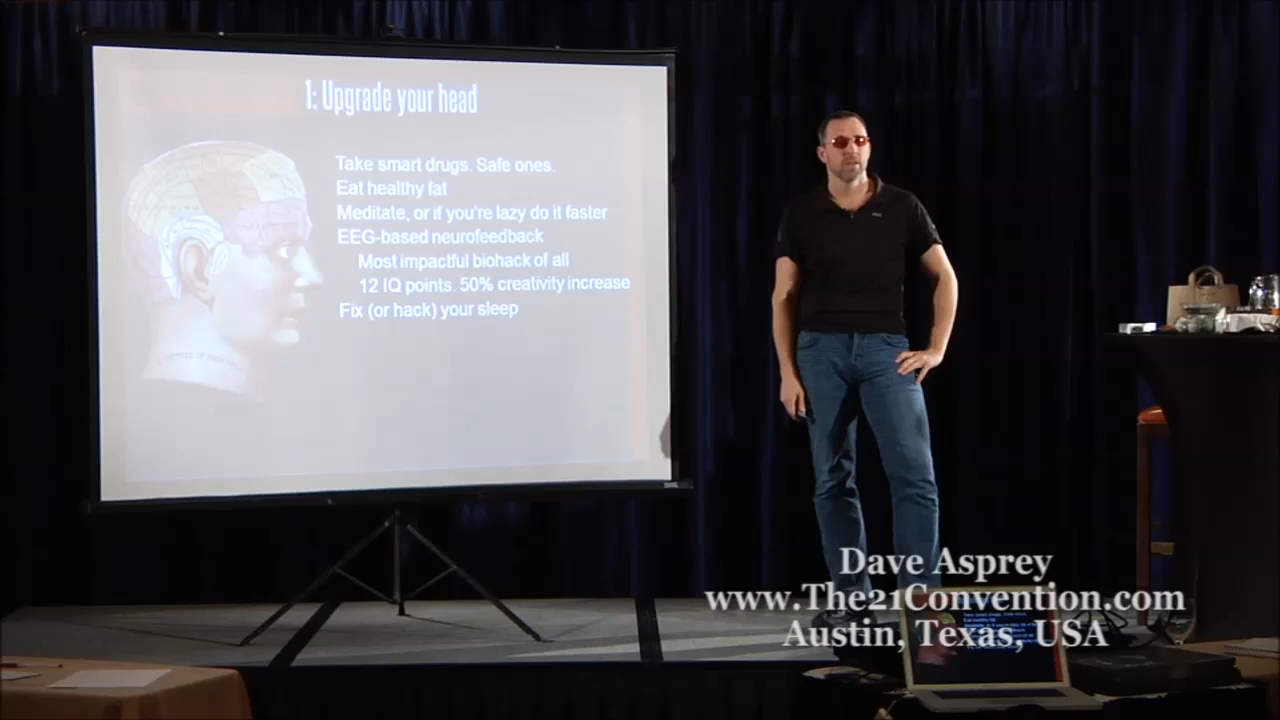 1: Upgrade your head
Take smart drugs. Safe ones.
Eat healthy fat
Meditate, or if you're lazy do it faster
EEG-based neurofeedback
Most impactful biohack of all
12 IQ points. 50% creativity increase
Fix (or hack) your sleep
Dave Asprey
www.The21Convention.com
Austin, Texas, USA